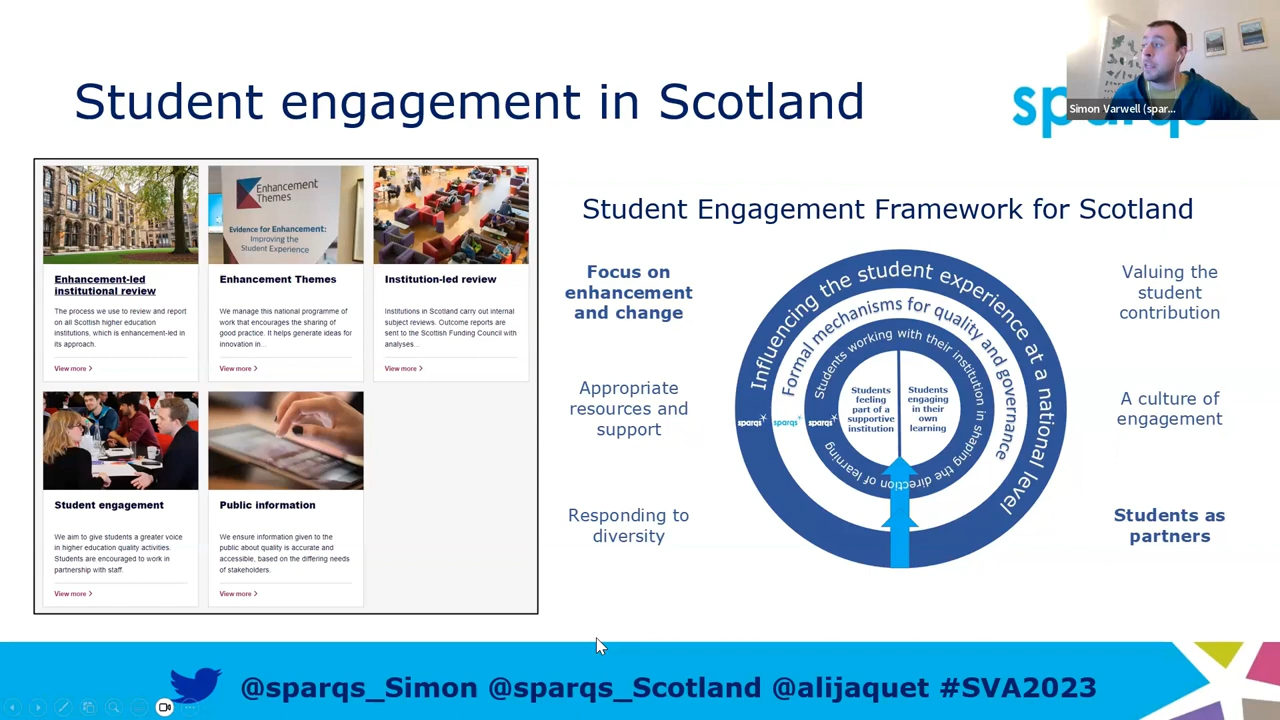 Student engagement in Scotland
sparqs
Simon Varwell (spar...
Enhancement
Themes
Evidence for Enhancement:
Improving the
Student Experience
Enhancement-led
institutional review
The process we use to review and report
on all Scottish higher education
institutions, which is enhancement-led in
its approach.
View more >
Enhancement Themes
We manage this national programme of
work that encourages the sharing of
good practice. It helps generate ideas for
innovation in...
View more >
Institution-led review
Institutions in Scotland carry out internal
subject reviews. Outcome reports are
sent to the Scottish Funding Council with
analyses...
View more >
Student engagement
We aim to give students a greater voice
in higher education quality activities.
Students are encouraged to work in
partnership with staff.
View more >
Public information
We ensure information given to the
public about quality is accurate and
accessible, based on the differing needs
of stakeholders.
View more >
Student Engagement Framework for Scotland
Focus on
enhancement
and change
Appropriate
resources and
support
Responding to
diversity
Influencing the student experience at a national level
Formal mechanisms for quality and governance
Students working with their institution in shaping the direction of learning
Students
feeling
part of a
supportive
institution
Students
engaging
in their
own
learning
sparqs
sparqs
sparqs
Valuing the
student
contribution
A culture of
engagement
Students as
partners
@sparqs_Simon @sparqs_Scotland @alijaquet #SVA2023